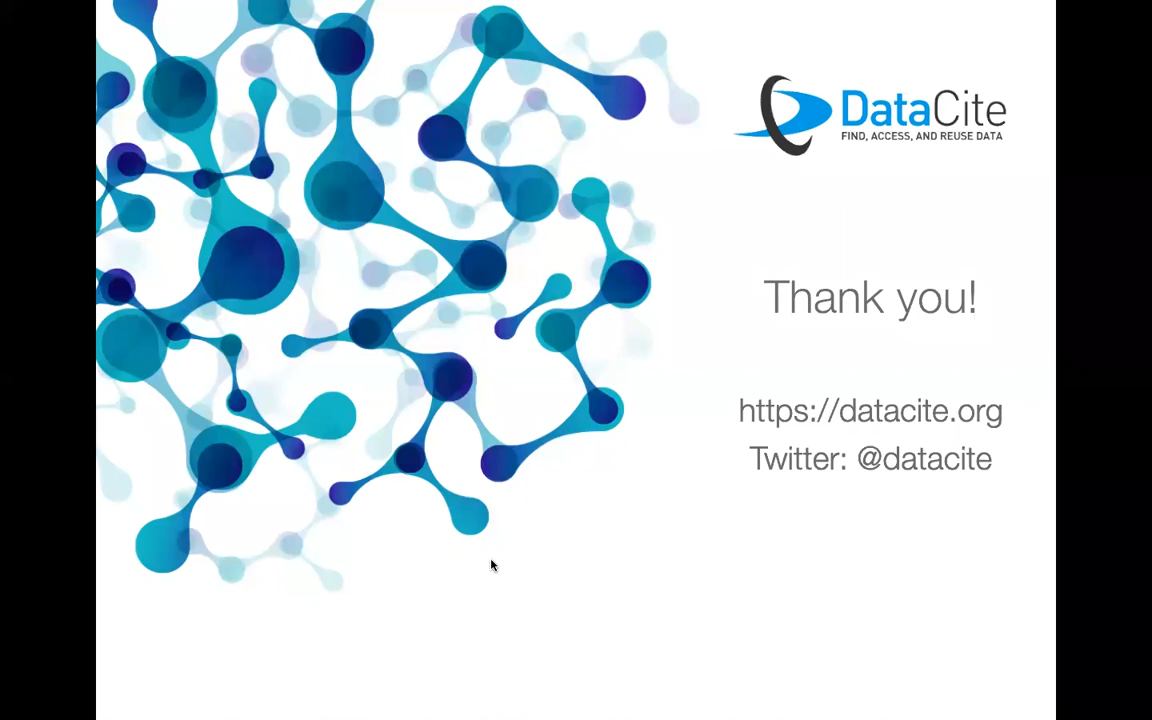 DataCite
FIND, ACCESS, AND REUSE DATA
Thank you!
https://datacite.org
Twitter: @datacite